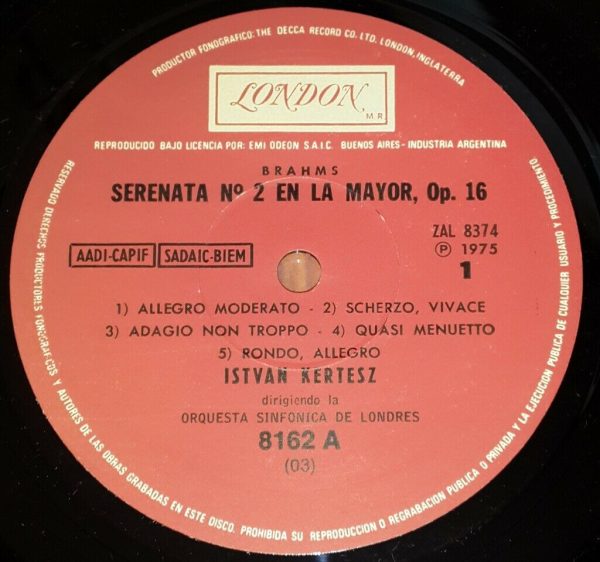 PRODUCTOR FONOGRAFICO: THE DECCA RECORD CO. LTD. LONDON, INGLATERRA
LONDON
M R
REPRODUCIDO BAJO LICENCIA POR: EMI ODEON S.A.I.C. BUENOS AIRES - INDUSTRIA ARGENTINA
BRAHMS
SERENATA Nº 2 EN LA MAYOR, Op. 16
ZAL 8374
AADI-CAPIF SADAIC-BIEM
Ⓟ 1975
1
1) ALLEGRO MODERATO - 2) SCHERZO, VIVACE
3) ADAGIO NON TROPPO - 4) QUASI MENUETTO
5) RONDO, ALLEGRO
ISTVAN KERTESZ
dirigiendo la
ORQUESTA SINFONICA DE LONDRES
8162 A
(03)
RESERVADO DERECHOS PRODUCTORES FONOGRAF-COS Y AUTORES DE LAS OBRAS GRABADAS EN ESTE DISCO. PROHIBIDA SU REPRODUCCION O REGRABACION PUBLICA O PRIVADA Y LA EJECUCION PUBLICA DE CUALQUIER USUARIO Y PROCEDIMIENTO